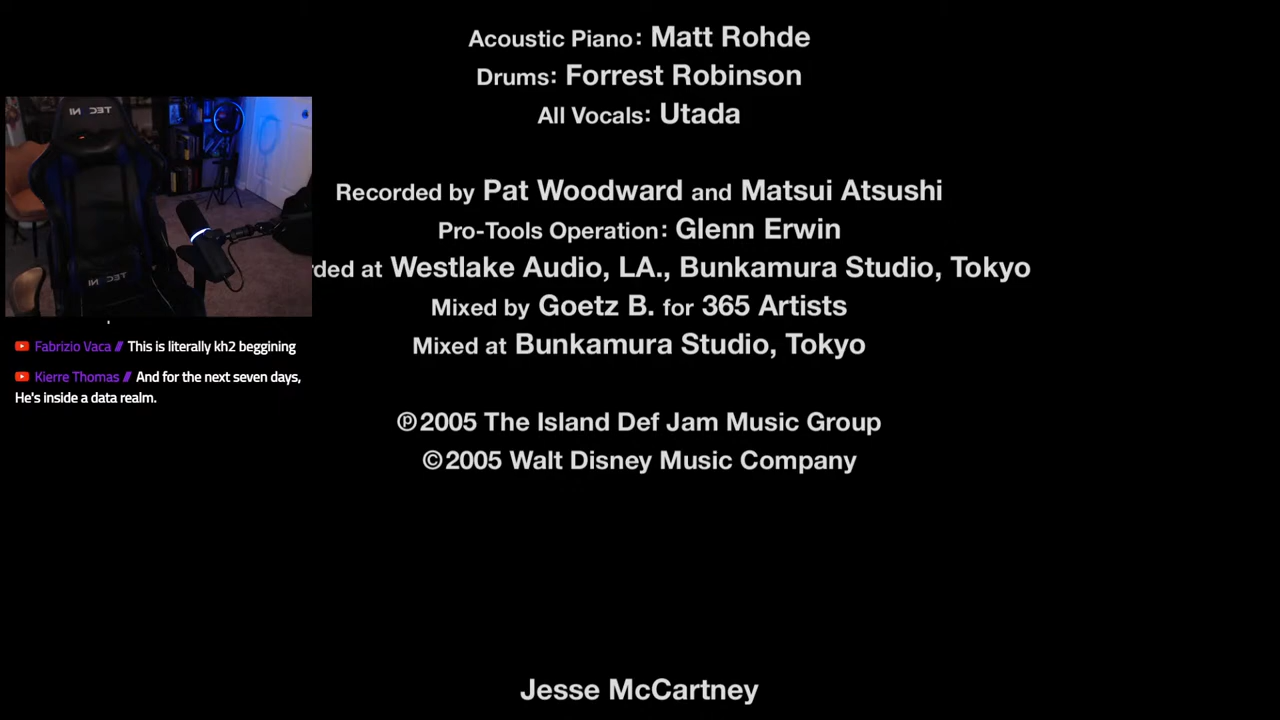 Acoustic Piano: Matt Rohde
Drums: Forrest Robinson
All Vocals: Utada
Recorded by Pat Woodward and Matsui Atsushi
Pro-Tools Operation: Glenn Erwin
rded at Westlake Audio, LA., Bunkamura Studio, Tokyo
Mixed by Goetz B. for 365 Artists
Mixed at Bunkamura Studio, Tokyo
℗2005 The Island Def Jam Music Group
©2005 Walt Disney Music Company
Jesse McCartney
Fabrizio Vaca // This is literally kh2 beggining
Kierre Thomas // And for the next seven days,
He's inside a data realm.